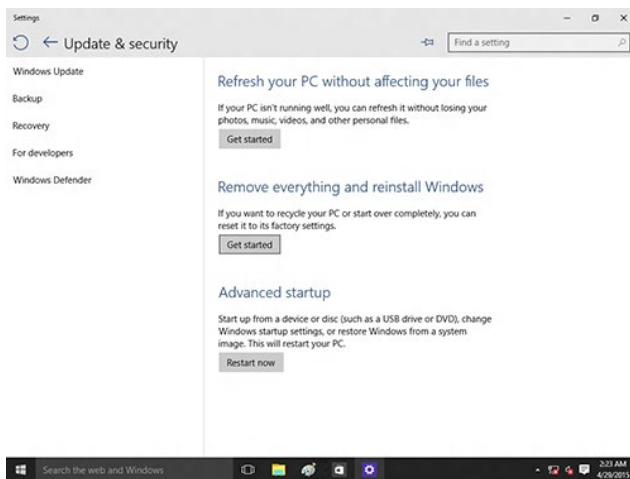 Settings
Update & security
Find a setting
Windows Update
Backup
Recovery
For developers
Windows Defender
Refresh your PC without affecting your files
If your PC isn't running well, you can refresh it without losing your
photos, music, videos, and other personal files.
Get started
Remove everything and reinstall Windows
If you want to recycle your PC or start over completely, you can
reset it to its factory settings.
Get started
Advanced startup
Start up from a device or disc (such as a USB drive or DVD), change
Windows startup settings, or restore Windows from a system
image. This will restart your PC.
Restart now
Search the web and Windows
2:23 AM
4/29/2015